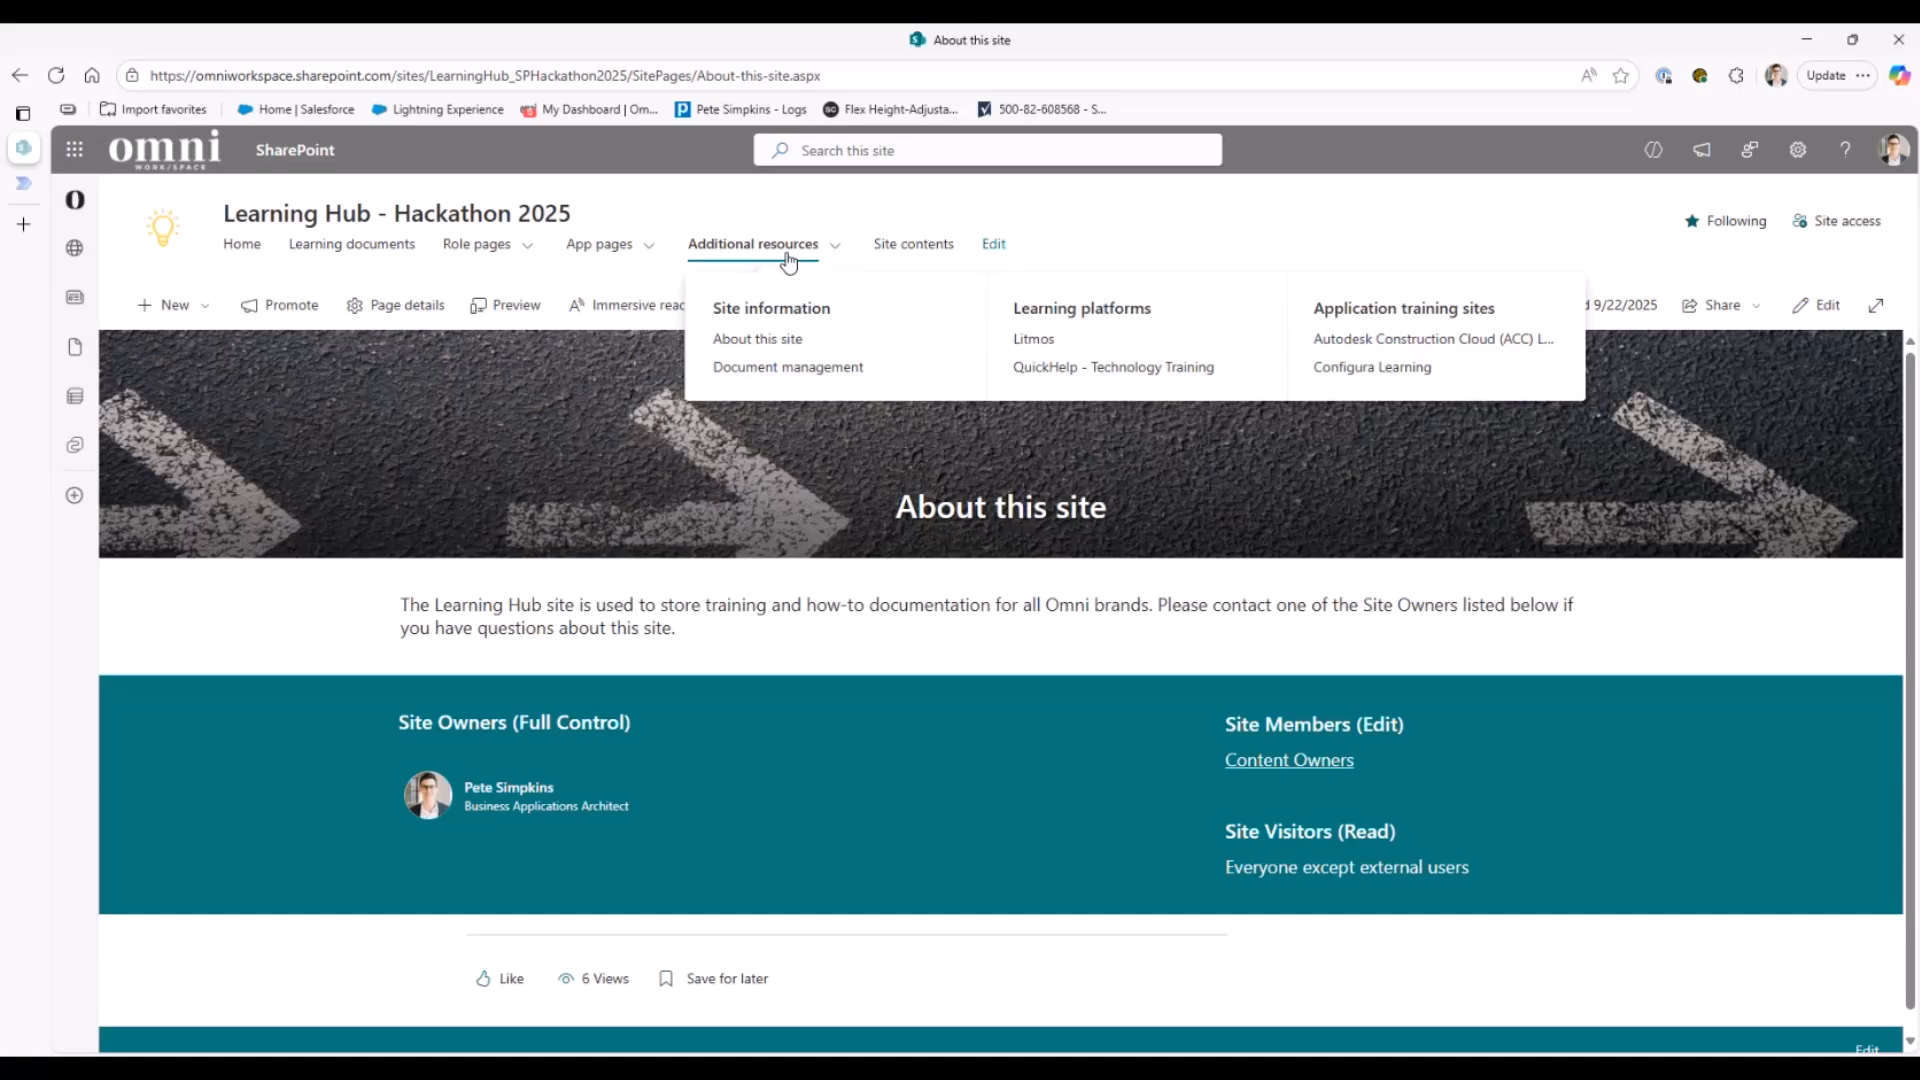 About this site
https://omniworkspace.sharepoint.com/sites/LearningHub_SPHackathon2025/SitePages/About-this-site.aspx
Update
Import favorites
Home | Salesforce
Lightning Experience
My Dashboard | Om...
Pete Simpkins - Logs
Flex Height-Adjusta...
500-82-608568 - S...
omni
WORK/SPACE
SharePoint
Search this site
Learning Hub - Hackathon 2025
Following
Site access
Home
Learning documents
Role pages
App pages
Additional resources
Site contents
Edit
New
Promote
Page details
Preview
Immersive reac
9/22/2025
Share
Edit
Site information
About this site
Document management
Learning platforms
Litmos
QuickHelp - Technology Training
Application training sites
Autodesk Construction Cloud (ACC) L...
Configura Learning
About this site
The Learning Hub site is used to store training and how-to documentation for all Omni brands. Please contact one of the Site Owners listed below if
you have questions about this site.
Site Owners (Full Control)
Pete Simpkins
Business Applications Architect
Site Members (Edit)
Content Owners
Site Visitors (Read)
Everyone except external users
Like
6 Views
Save for later
Edit